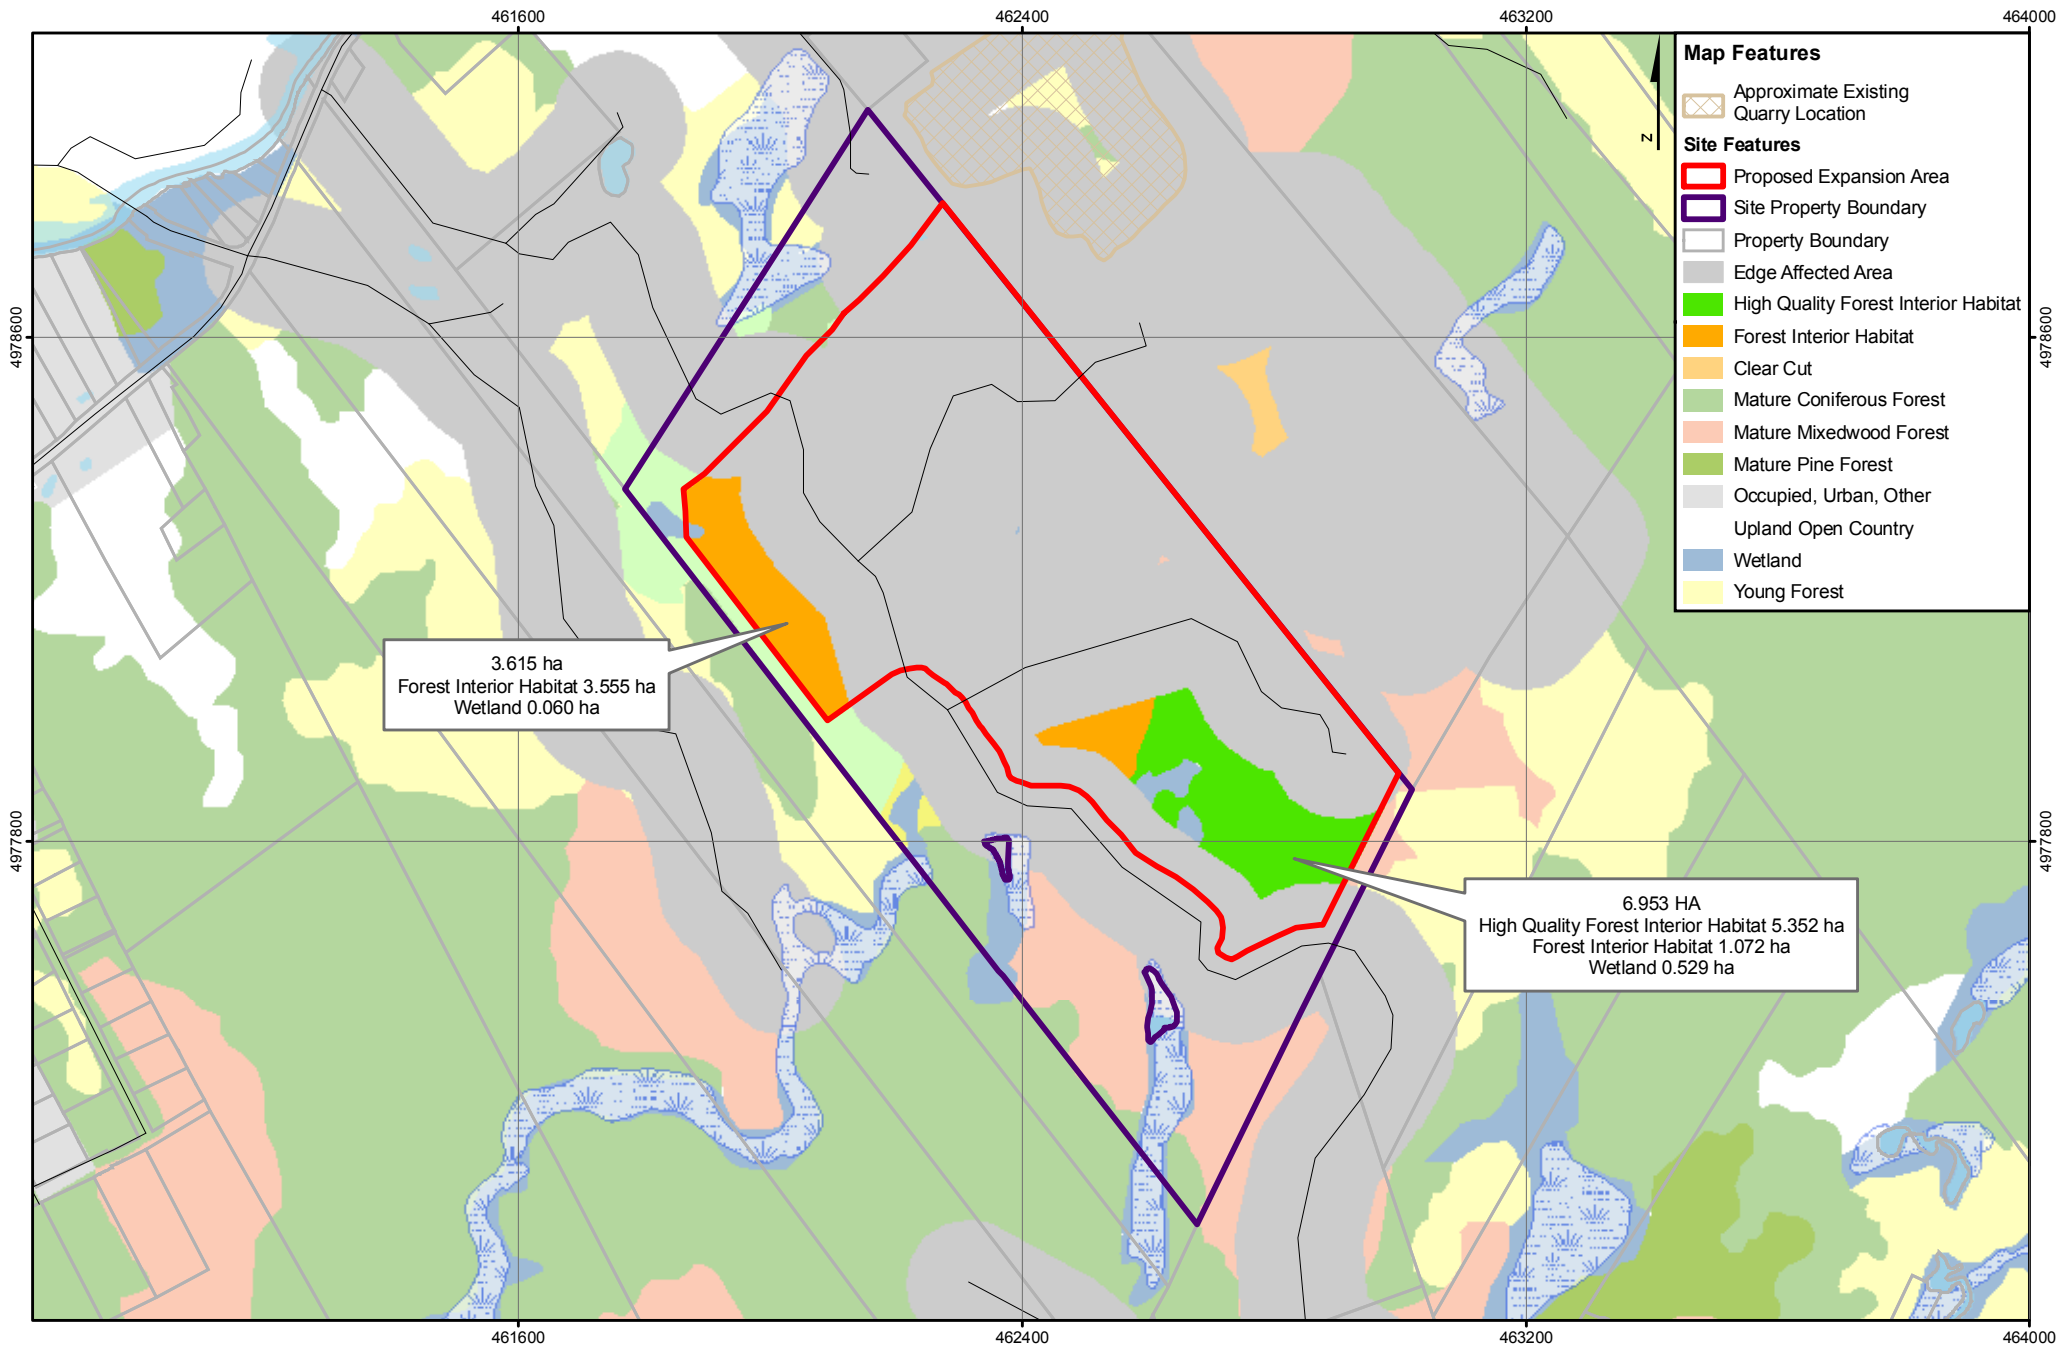 461600
462400
463200
464000
Map Features
Approximate Existing
Quarry Location
Site Features
Proposed Expansion Area
Site Property Boundary
Property Boundary
Edge Affected Area
High Quality Forest Interior Habitat
Forest Interior Habitat
Clear Cut
Mature Coniferous Forest
Mature Mixedwood Forest
Mature Pine Forest
Occupied, Urban, Other
Upland Open Country
Wetland
Young Forest
Z
4978600
4978600
3.615 ha
Forest Interior Habitat 3.555 ha
Wetland 0.060 ha
4977800
4977800
6.953 HA
High Quality Forest Interior Habitat 5.352 ha
Forest Interior Habitat 1.072 ha
Wetland 0.529 ha
461600
462400
463200
464000